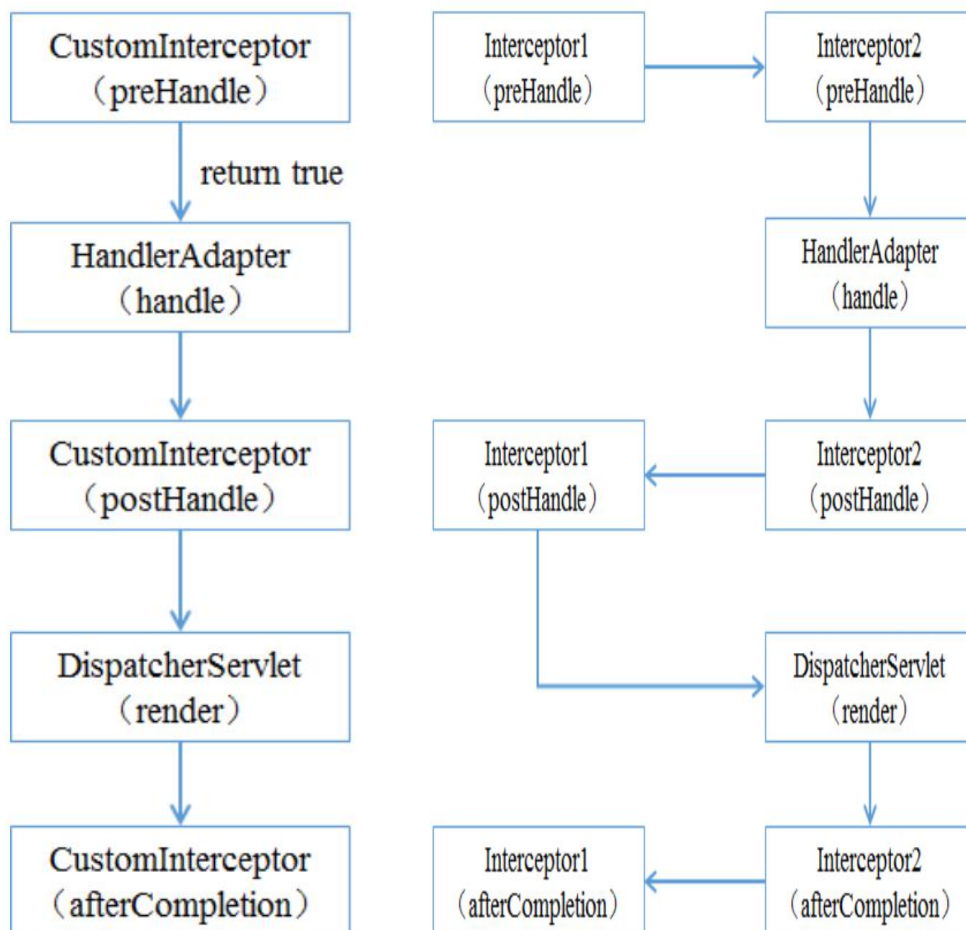 CustomInterceptor
（preHandle）
return true
HandlerAdapter
（handle）
CustomInterceptor
（postHandle）
DispatcherServlet
（render）
CustomInterceptor
（afterCompletion）
Interceptor1
（preHandle）
Interceptor2
（preHandle）
HandlerAdapter
（handle）
Interceptor2
（postHandle）
Interceptor1
（postHandle）
DispatcherServlet
（render）
Interceptor2
（afterCompletion）
Interceptor1
（afterCompletion）